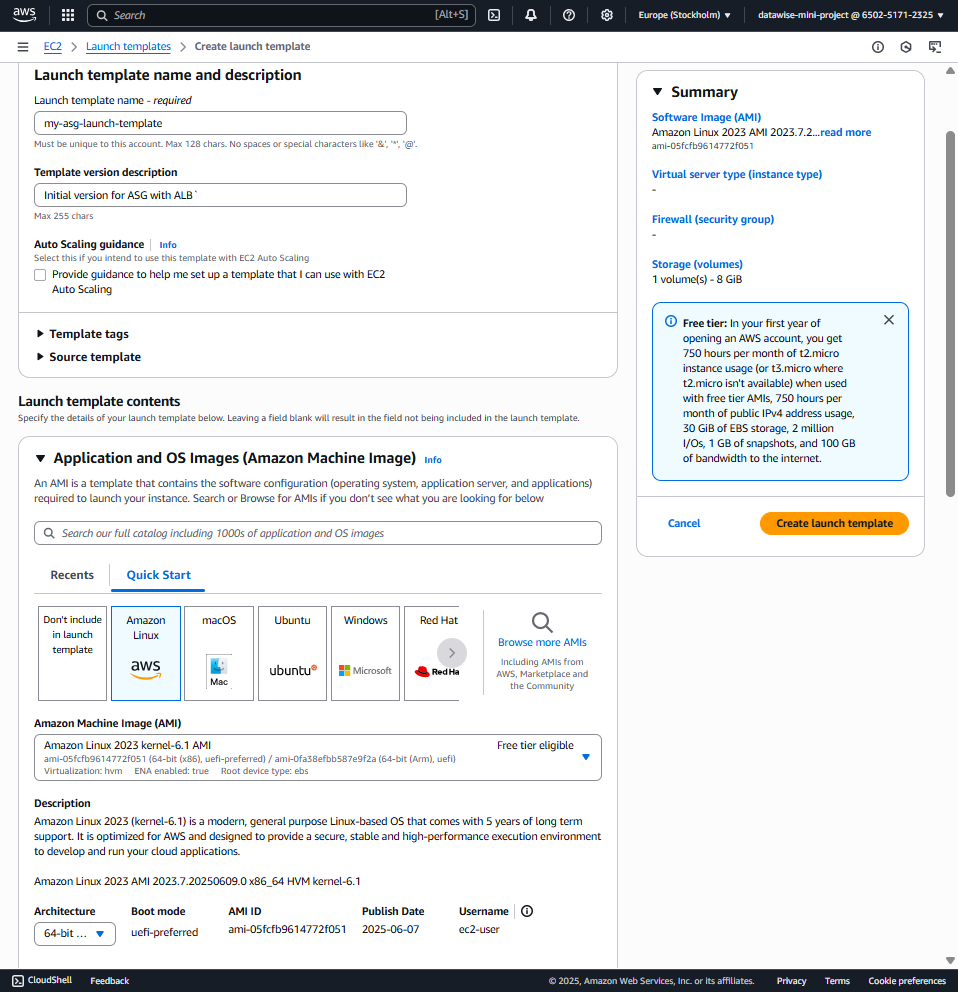 aws
Search
[Alt+S]
Europe (Stockholm)
datawise-mini-project @ 6502-5171-2325
EC2
Launch templates
Create launch template
Launch template name and description
Launch template name - required
my-asg-launch-template
Must be unique to this account. Max 128 chars. No spaces or special characters like '&', '*', '@'.
Template version description
Initial version for ASG with ALB`
Max 255 chars
Auto Scaling guidance Info
Select this if you intend to use this template with EC2 Auto Scaling
Provide guidance to help me set up a template that I can use with EC2
Auto Scaling
Template tags
Source template
Launch template contents
Specify the details of your launch template below. Leaving a field blank will result in the field not being included in the launch template.
Application and OS Images (Amazon Machine Image) Info
An AMI is a template that contains the software configuration (operating system, application server, and applications)
required to launch your instance. Search or Browse for AMIs if you don't see what you are looking for below
Search our full catalog including 1000s of application and OS images
Recents
Quick Start
Don't include
in launch
template
Amazon
Linux
aws
macOS
Mac
Ubuntu
ubuntu
Windows
Microsoft
Red Hat
Red Ha
Browse more AMIs
Including AMIs from
AWS, Marketplace and
the Community
Amazon Machine Image (AMI)
Amazon Linux 2023 kernel-6.1 AMI
Free tier eligible
ami-05fcfb9614772f051 (64-bit (x86), uefi-preferred) / ami-0fa38efbb587e9f2a (64-bit (Arm), uefi)
Virtualization: hvm ENA enabled: true Root device type: ebs
Description
Amazon Linux 2023 (kernel-6.1) is a modern, general purpose Linux-based OS that comes with 5 years of long term
support. It is optimized for AWS and designed to provide a secure, stable and high-performance execution environment
to develop and run your cloud applications.
Amazon Linux 2023 AMI 2023.7.20250609.0 x86_64 HVM kernel-6.1
Architecture
64-bit ...
Boot mode
uefi-preferred
AMI ID
ami-05fcfb9614772f051
Publish Date
2025-06-07
Username
ec2-user
Summary
Software Image (AMI)
Amazon Linux 2023 AMI 2023.7.2...read more
ami-05fcfb9614772f051
Virtual server type (instance type)
-
Firewall (security group)
-
Storage (volumes)
1 volume(s) - 8 GiB
Free tier: In your first year of
opening an AWS account, you get
750 hours per month of t2.micro
instance usage (or t3.micro where
t2.micro isn't available) when used
with free tier AMIs, 750 hours per
month of public IPv4 address usage,
30 GiB of EBS storage, 2 million
I/Os, 1 GB of snapshots, and 100 GB
of bandwidth to the internet.
Cancel
Create launch template
CloudShell
Feedback
© 2025, Amazon Web Services, Inc. or its affiliates.
Privacy
Terms
Cookie preferences